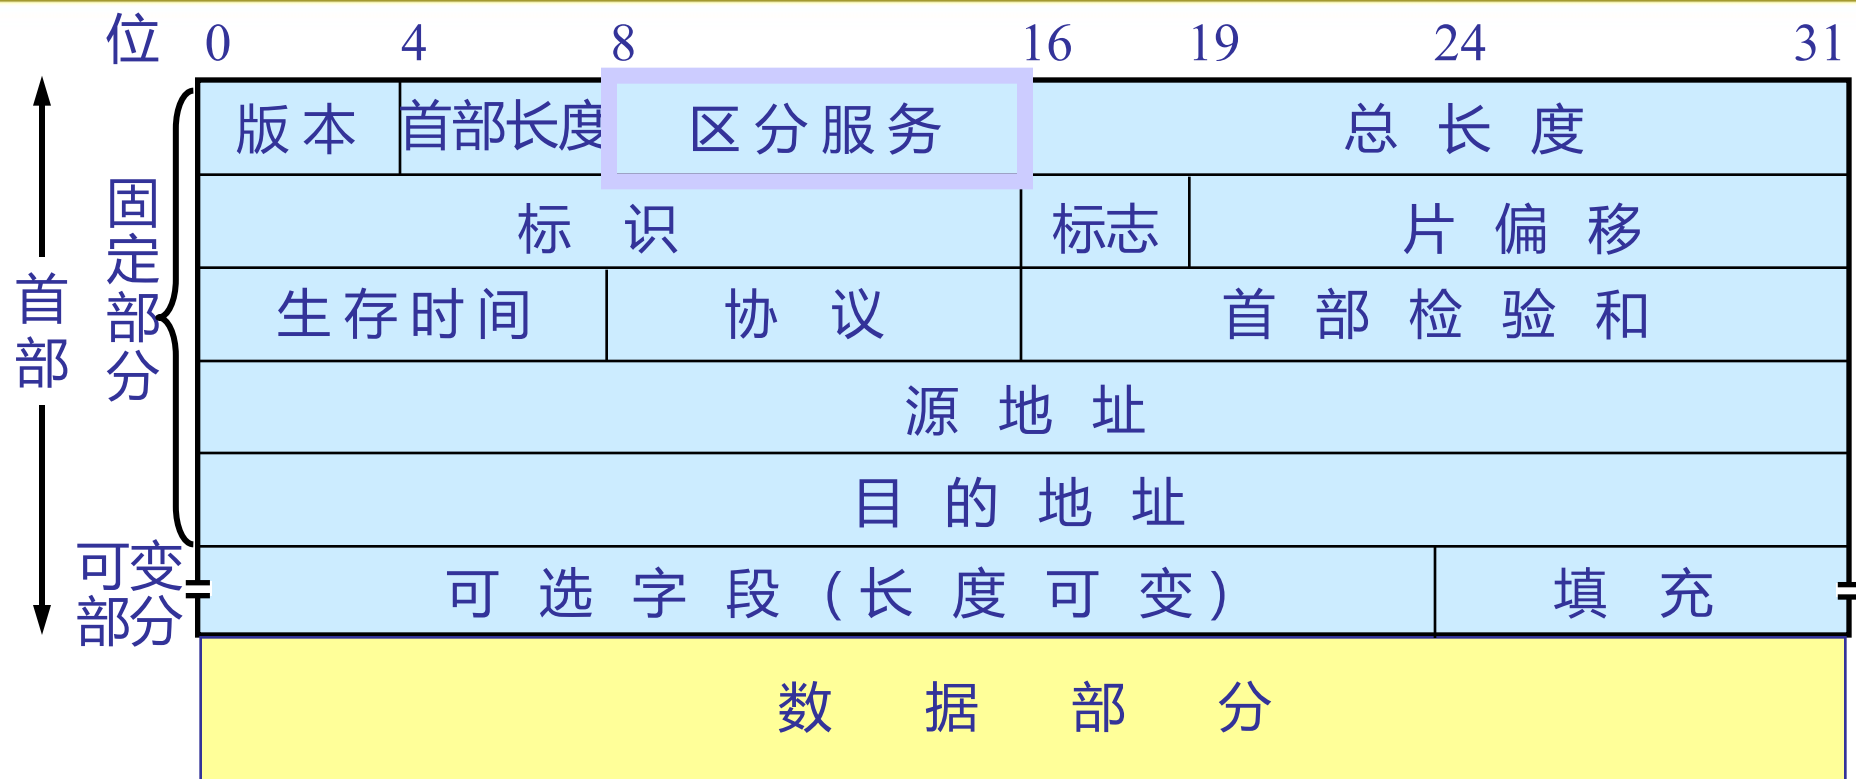 位 0 4 8 16 19 24 31
版本 首部长度 区分服务 总长度
标识 标志 片偏移
生存时间 协议 首部检验和
源地址
目的地址
可选字段(长度可变) 填充
数据部分
首部
固定部分
可变
部分